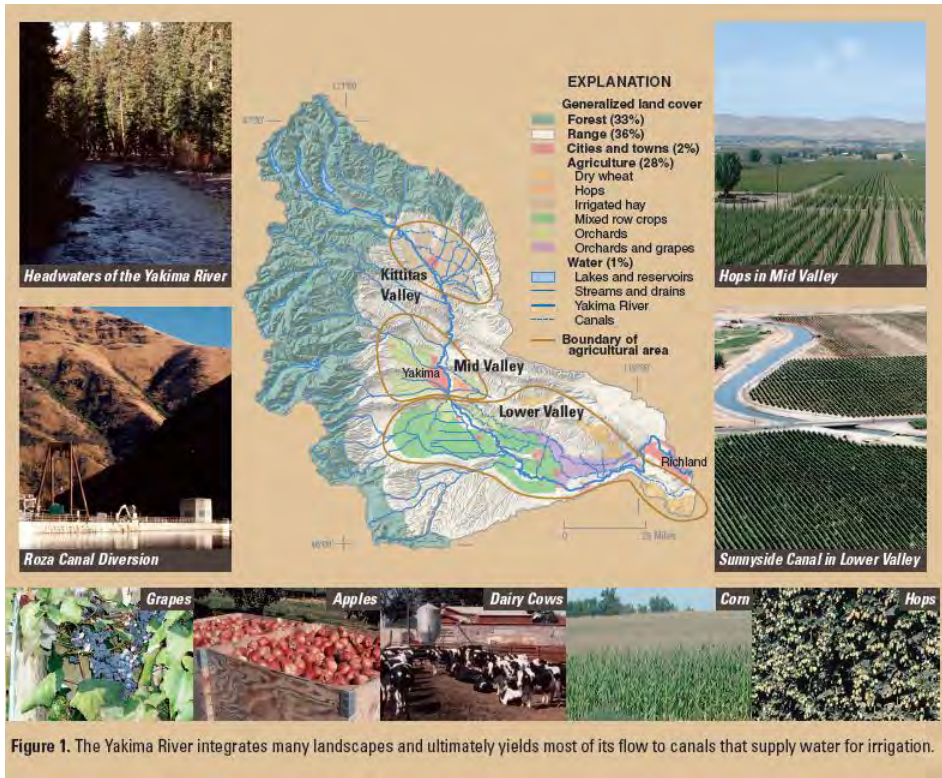 Headwaters of the Yakima River
Roza Canal Diversion
EXPLANATION
Generalized land cover
Forest (33%)
Range (36%)
Cities and towns (2%)
Agriculture (28%)
Dry wheat
Hops
Irrigated hay
Mixed row crops
Orchards
Orchards and grapes
Water (1%)
Lakes and reservoirs
Streams and drains
Yakima River
Canals
Boundary of
agricultural area
Kittitas
Valley
Mid Valley
Yakima
Lower Valley
Richland
0
Miles
Hops in Mid Valley
Sunnyside Canal in Lower Valley
Grapes
Apples
Dairy Cows
Corn
Hops
Figure 1. The Yakima River integrates many landscapes and ultimately yields most of its flow to canals that supply water for irrigation.